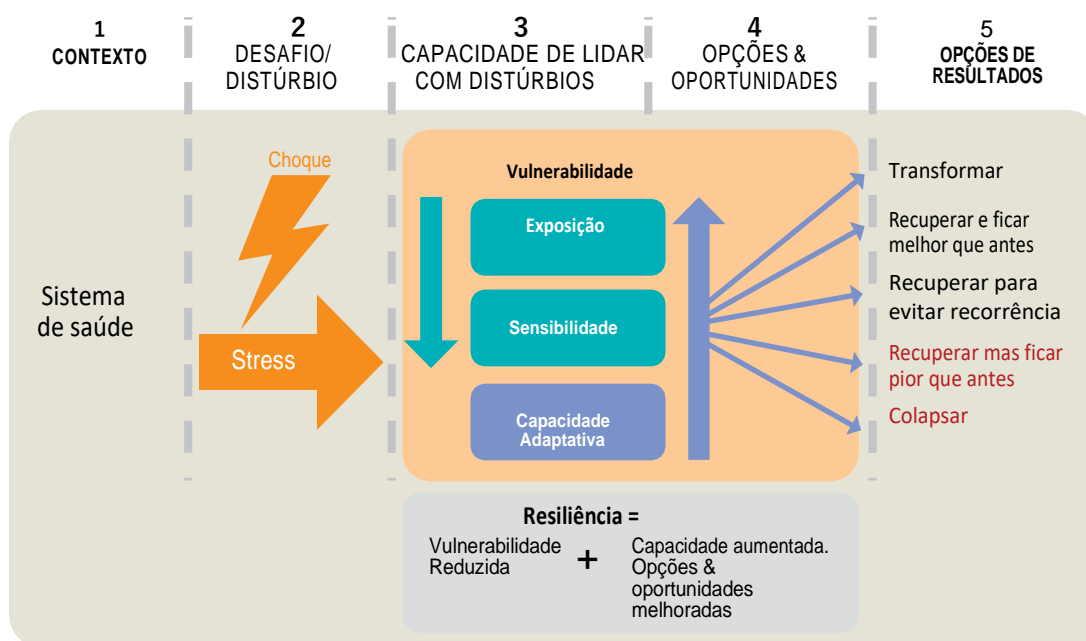 1
CONTEXTO
2
DESAFIO/
DISTÚRBIO
3
CAPACIDADE DE LIDAR
COM DISTÚRBIOS
4
OPÇÕES &
OPORTUNIDADES
5
OPÇÕES DE
RESULTADOS
Sistema
de saúde
Choque
Stress
Vulnerabilidade
Exposição
Sensibilidade
Capacidade
Adaptativa
Transformar
Recuperar e ficar
melhor que antes
Recuperar para
evitar recorrência
Recuperar mas ficar
pior que antes
Colapsar
Resiliência =
Vulnerabilidade
Reduzida
+
Capacidade aumentada.
Opções &
oportunidades
melhoradas